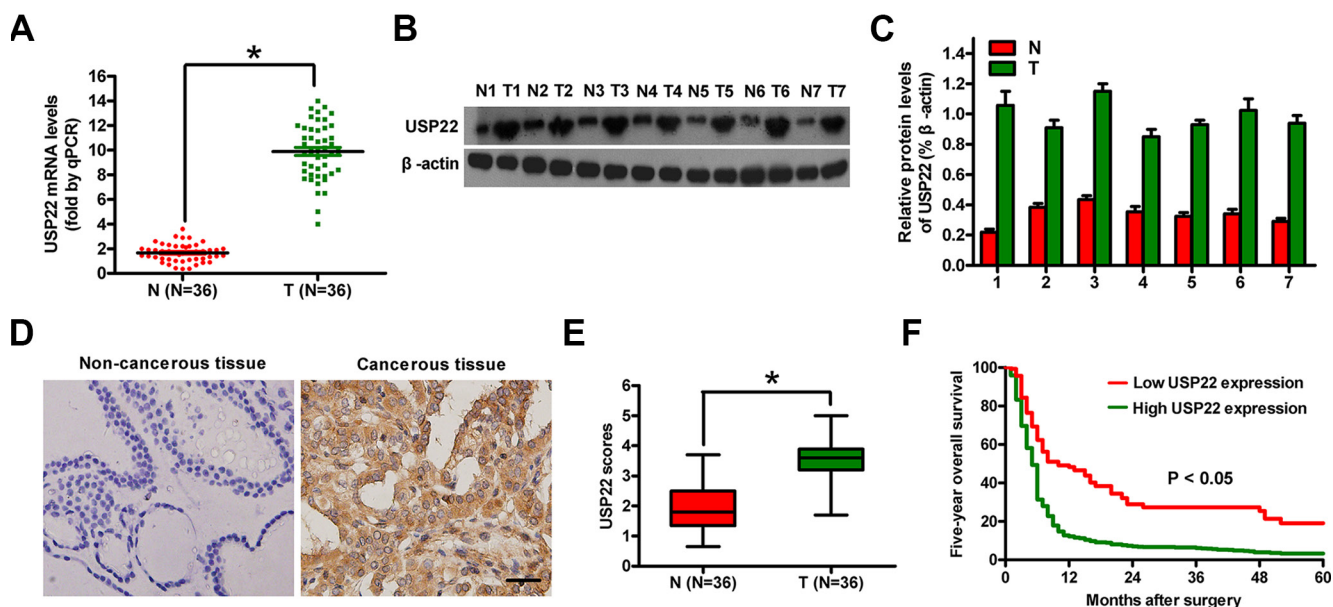 A
*
USP22 mRNA levels
(fold by qPCR)
16
14
12
10
8
6
4
2
0
N (N=36)
T (N=36)
B
N1 T1 N2 T2 N3 T3 N4 T4 N5 T5 N6 T6 N7 T7
USP22
β -actin
C
N
T
Relative protein levels
of USP22 (% β -actin)
1.4
1.2
1.0
0.8
0.6
0.4
0.2
0.0
1 2 3 4 5 6 7
D
Non-cancerous tissue
Cancerous tissue
E
*
USP22 scores
6
5
4
3
2
1
0
N (N=36)
T (N=36)
F
Five-year overall survival
100
80
60
40
20
0
Low USP22 expression
High USP22 expression
P < 0.05
0 12 24 36 48 60
Months after surgery